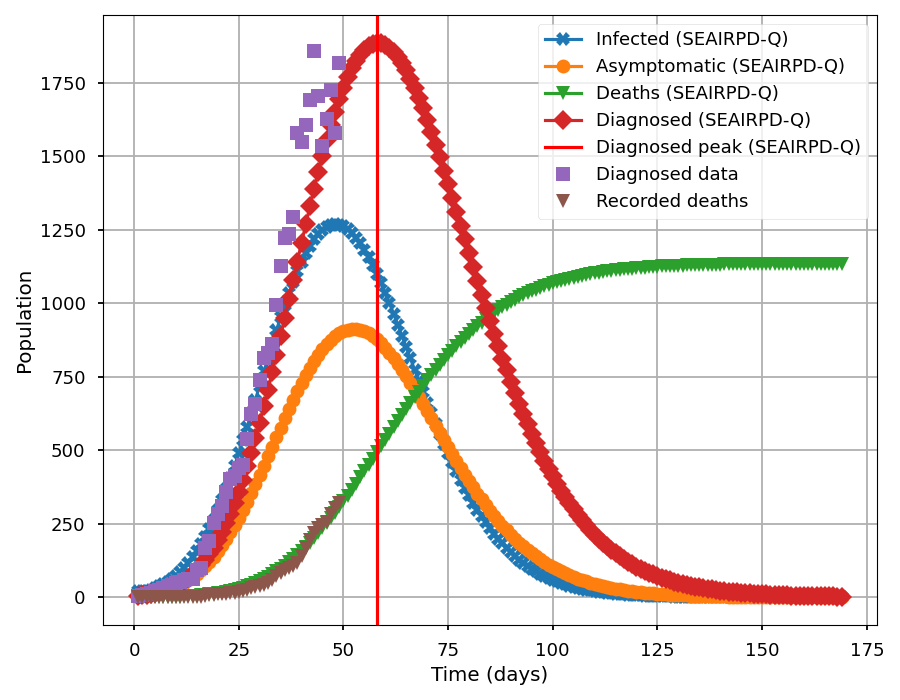 Infected (SEAIRPD-Q)
Asymptomatic (SEAIRPD-Q)
Deaths (SEAIRPD-Q)
Diagnosed (SEAIRPD-Q)
Diagnosed peak (SEAIRPD-Q)
Diagnosed data
Recorded deaths
Population
1750
1500
1250
1000
750
500
250
0
0 25 50 75 100 125 150 175
Time (days)